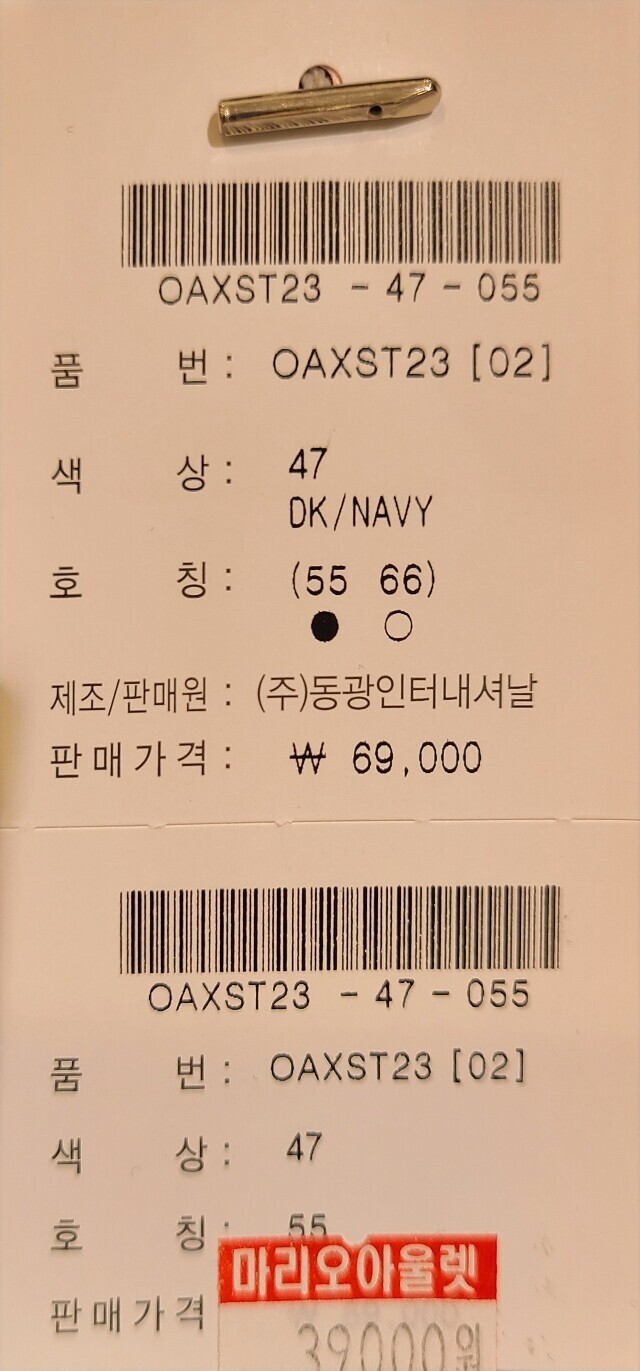 OAXST23 - 47 - 055
품 번 : OAXST23 [02]
색 상 : 47
DK/NAVY
호 칭 : (55 66)
● ○
제조/판매원 : (주)동광인터내셔날
판매가격 : ₩ 69,000
OAXST23 - 47 - 055
품 번 : OAXST23 [02]
색 상 : 47
호 칭 : 55
마리오아울렛
판매가격
39000원